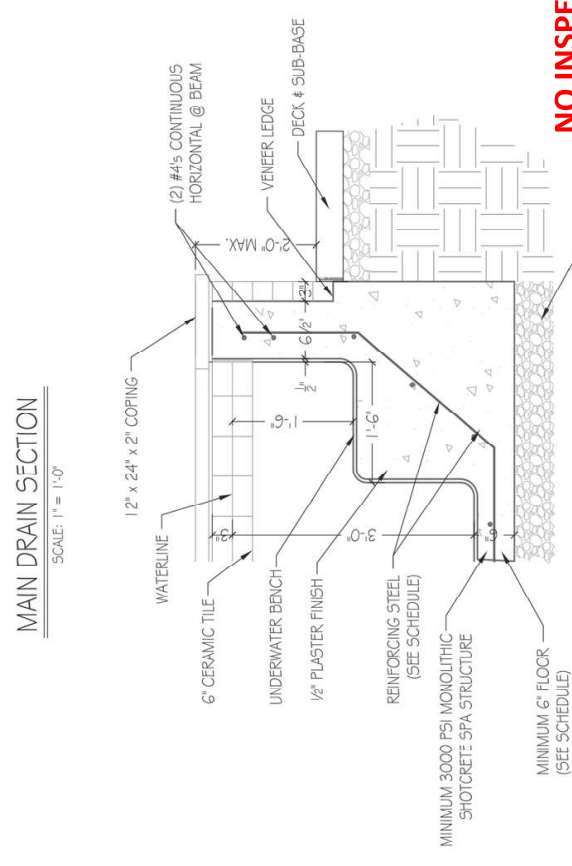 MAIN DRAIN SECTION
SCALE: 1" = 1'-0"
12" x 24" x 2" COPING
WATERLINE
6" CERAMIC TILE
UNDERWATER BENCH
½" PLASTER FINISH
REINFORCING STEEL
(SEE SCHEDULE)
MINIMUM 3000 PSI MONOLITHIC
SHOTCRETE SPA STRUCTURE
MINIMUM 6" FLOOR
(SEE SCHEDULE)
(2) #4's CONTINUOUS
HORIZONTAL @ BEAM
VENEER LEDGE
DECK & SUB-BASE
2'-0" MAX.
3"
6 1/2"
1/2"
1'-6"
1'-6"
3"
3'-0"
6"
NO INSPE